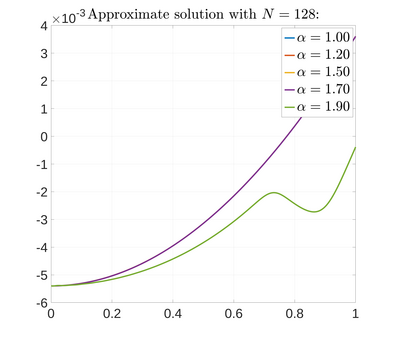 ×10⁻³ Approximate solution with N = 128:
4
3
2
1
0
-1
-2
-3
-4
-5
-6
α = 1.00
α = 1.20
α = 1.50
α = 1.70
α = 1.90
0 0.2 0.4 0.6 0.8 1